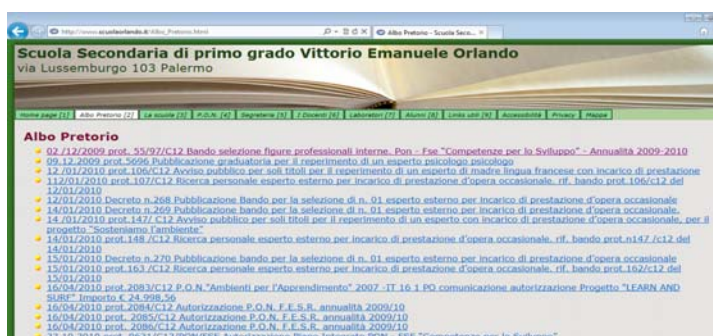 http://www.scuolaorlando.it/Albo_Pretorio.html
Albo Pretorio - Scuola Seco...
Scuola Secondaria di primo grado Vittorio Emanuele Orlando
via Lussemburgo 103 Palermo
Home page [1] Albo Pretorio [2] La scuola [3] P.O.N. [4] Segreteria [5] I Docenti [6] Laboratori [7] Alunni [8] Links utili [9] Accessibilità Privacy Mappa
Albo Pretorio
02 /12/2009 prot. 55/97/C12 Bando selezione figure professionali interne. Pon - Fse "Competenze per lo Sviluppo" - Annualità 2009-2010
09.12.2009 prot.5696 Pubblicazione graduatoria per il reperimento di un esperto psicologo psicologo
12 /01/2010 prot.106/C12 Avviso pubblico per soli titoli per il reperimento di un esperto di madre lingua francese con incarico di prestazione
112/01/2010 prot.107/C12 Ricerca personale esperto esterno per incarico di prestazione d'opera occasionale. rif. bando prot.106/c12 del
12/01/2010
12/01/2010 Decreto n.268 Pubblicazione Bando per la selezione di n. 01 esperto esterno per incarico di prestazione d'opera occasionale
14/01/2010 Decreto n.269 Pubblicazione bando per la selezione di n. 01 esperto esterno per incarico di prestazione d'opera occasionale.
14 /01/2010 prot.147/ C12 Avviso pubblico per soli titoli per il reperimento di un esperto con incarico di prestazione d'opera occasionale, per il
progetto "Sosteniamo l'ambiente"
14/01/2010 prot.148 /C12 Ricerca personale esperto esterno per incarico di prestazione d'opera occasionale. rif. bando prot.n147 /c12 del
14/01/2010
15/01/2010 Decreto n.270 Pubblicazione bando per la selezione di n. 01 esperto esterno per incarico di prestazione d'opera occasionale
15/01/2010 prot.163 /C12 Ricerca personale esperto esterno per incarico di prestazione d'opera occasionale. rif. bando prot.162/c12 del
15/01/2010
16/04/2010 prot.2083/C12 P.O.N."Ambienti per l'Apprendimento" 2007 -IT 16 1 PO comunicazione autorizzazione Progetto "LEARN AND
SURF" Importo € 24.998,56
16/04/2010 prot.2084/C12 Autorizzazione P.O.N. F.E.S.R. annualità 2009/10
16/04/2010 prot. 2085/C12 Autorizzazione P.O.N. F.E.S.R. annualità 2009/10
16/04/2010 prot. 2086/C12 Autorizzazione P.O.N. F.E.S.R. annualità 2009/10